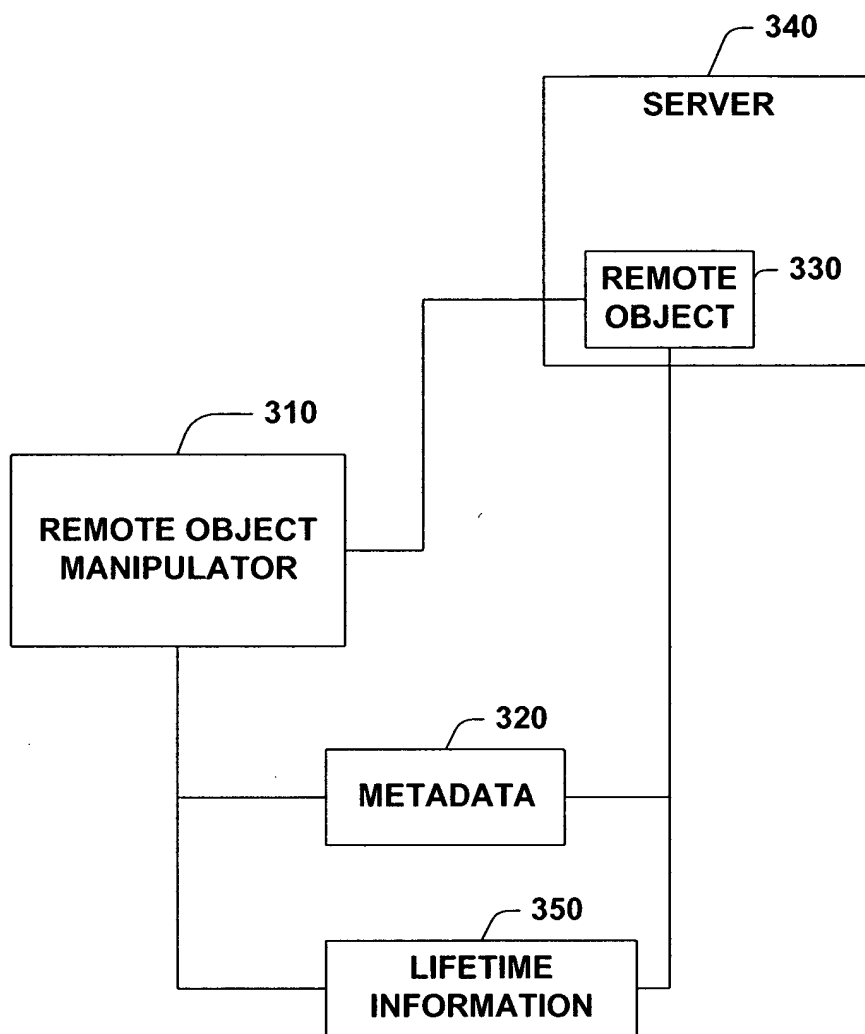 340
SERVER
REMOTE
OBJECT
330
310
REMOTE OBJECT
MANIPULATOR
320
METADATA
350
LIFETIME
INFORMATION